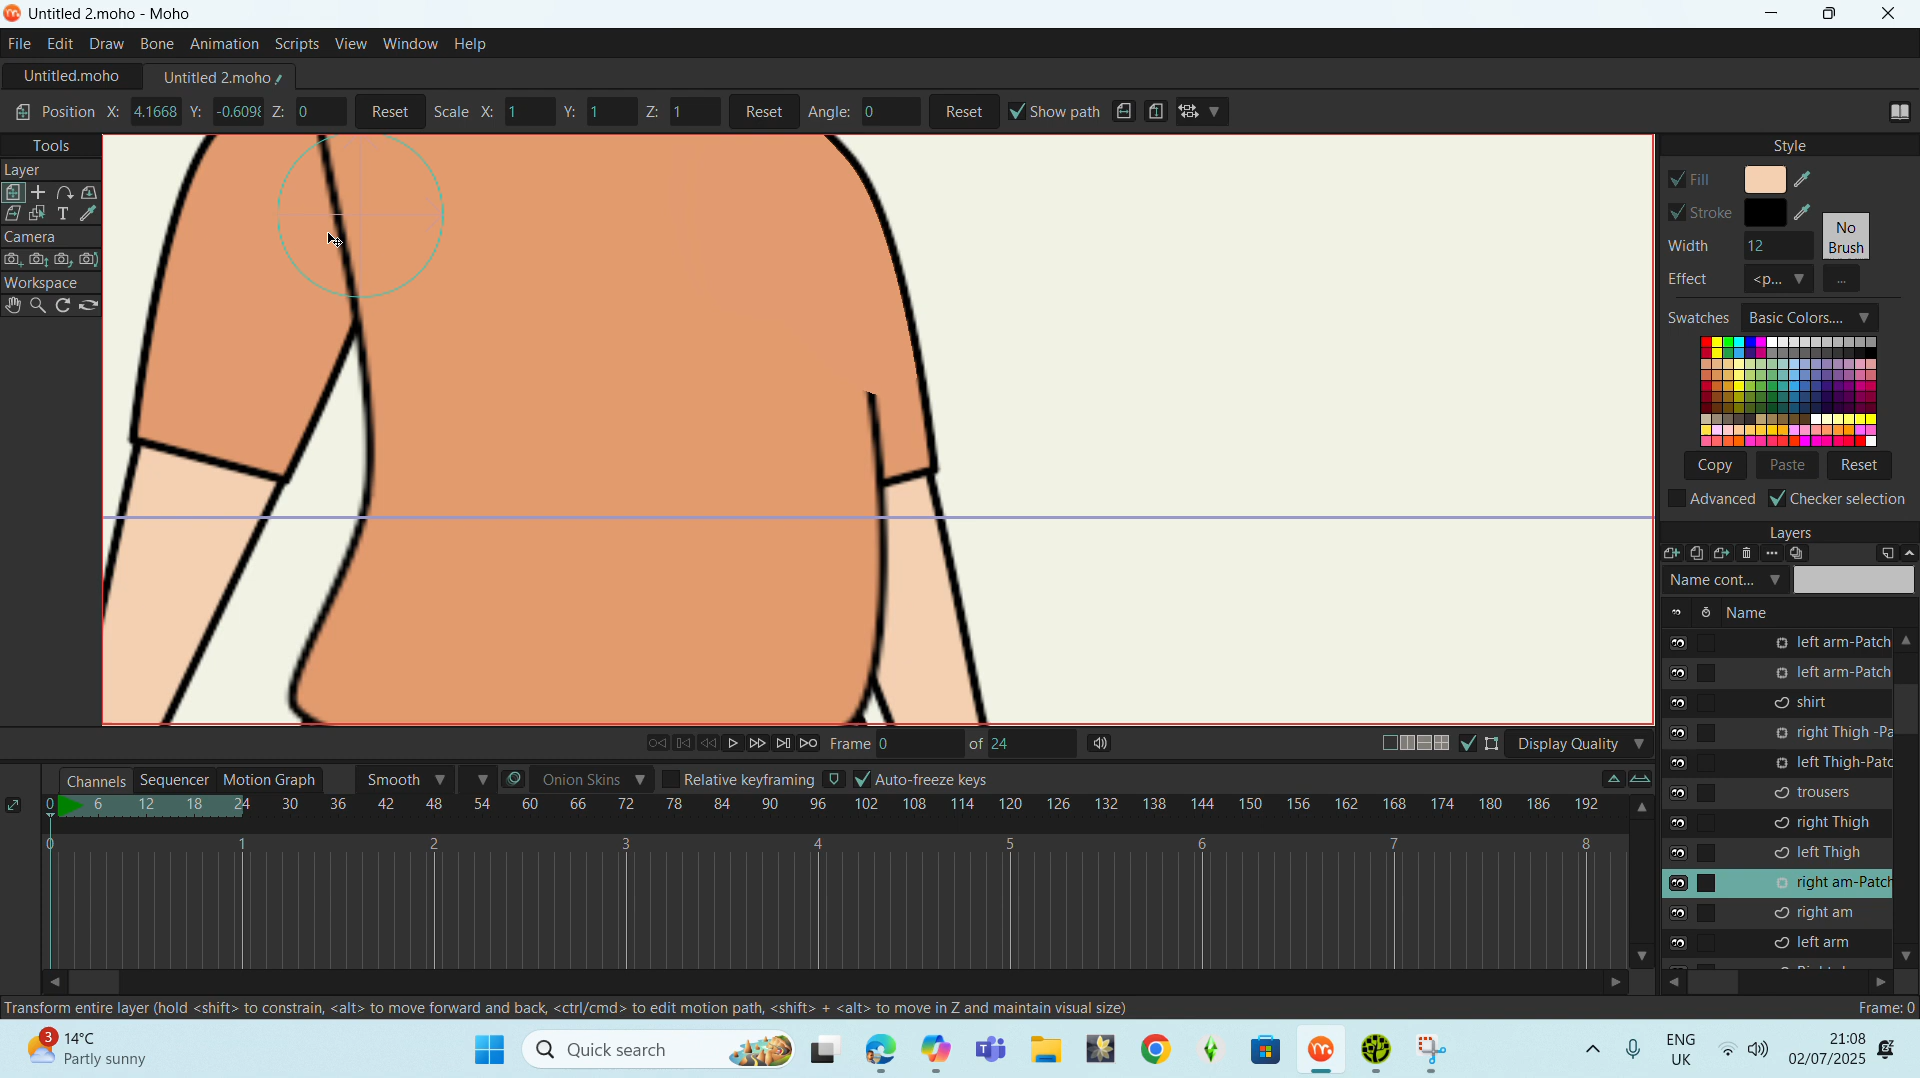 Untitled 2.moho - Moho
File Edit Draw Bone Animation Scripts View Window Help
Untitled.moho Untitled 2.moho
Position X: 4.1668 Y: -0.6098 Z: 0 Reset Scale X: 1 Y: 1 Z: 1 Reset Angle: 0 Reset Show path
Tools
Layer
Camera
Workspace
Style
Fill
Stroke
No Brush
Width 12
Effect <p... ...
Swatches Basic Colors....
Copy Paste Reset
Advanced Checker selection
Layers
Name cont...
Name
left arm-Patch
left arm-Patch
shirt
right Thigh -Pa
left Thigh-Patc
trousers
right Thigh
left Thigh
right am-Patch
right am
left arm
Frame 0 of 24 Display Quality
Channels Sequencer Motion Graph Smooth Onion Skins Relative keyframing Auto-freeze keys
0 6 12 18 24 30 36 42 48 54 60 66 72 78 84 90 96 102 108 114 120 126 132 138 144 150 156 162 168 174 180 186 192
0 1 2 3 4 5 6 7 8
Transform entire layer (hold <shift> to constrain, <alt> to move forward and back, <ctrl/cmd> to edit motion path, <shift> + <alt> to move in Z and maintain visual size) Frame: 0
3 14°C
Partly sunny
Quick search
ENG
UK
21:08
02/07/2025